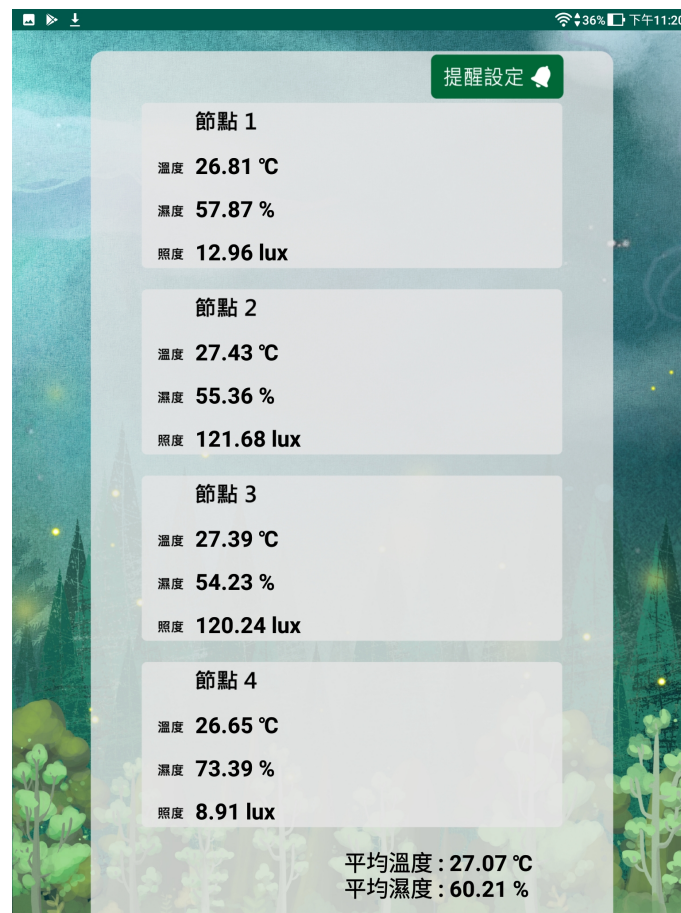 36% 下午11:20
提醒設定
節點 1
溫度 26.81 ℃
濕度 57.87 %
照度 12.96 lux
節點 2
溫度 27.43 ℃
濕度 55.36 %
照度 121.68 lux
節點 3
溫度 27.39 ℃
濕度 54.23 %
照度 120.24 lux
節點 4
溫度 26.65 ℃
濕度 73.39 %
照度 8.91 lux
平均溫度 : 27.07 ℃
平均濕度 : 60.21 %